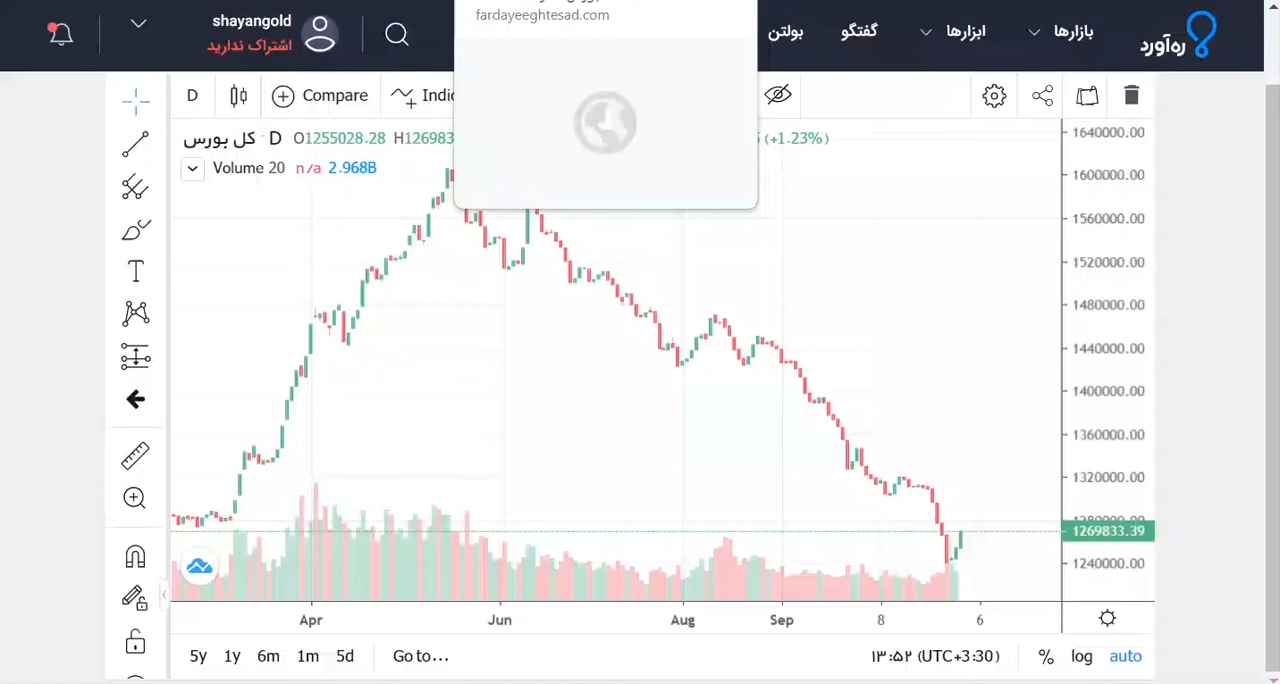 shayangold
اشتراک ندارید
fardayeeghtesad.com
بولتن
گفتگو
ابزارها
بازارها
ره‌آورد
D
Compare
کل بورس · D O1255028.28
(+1.23%)
Volume 20 n/a 2.968B
1640000.00
1600000.00
1560000.00
1520000.00
1480000.00
1440000.00
1400000.00
1360000.00
1320000.00
1269833.39
1240000.00
Apr Jun Aug Sep 8 6
5y 1y 6m 1m 5d Go to... ۱۳:۵۲ (UTC+3:30) % log auto